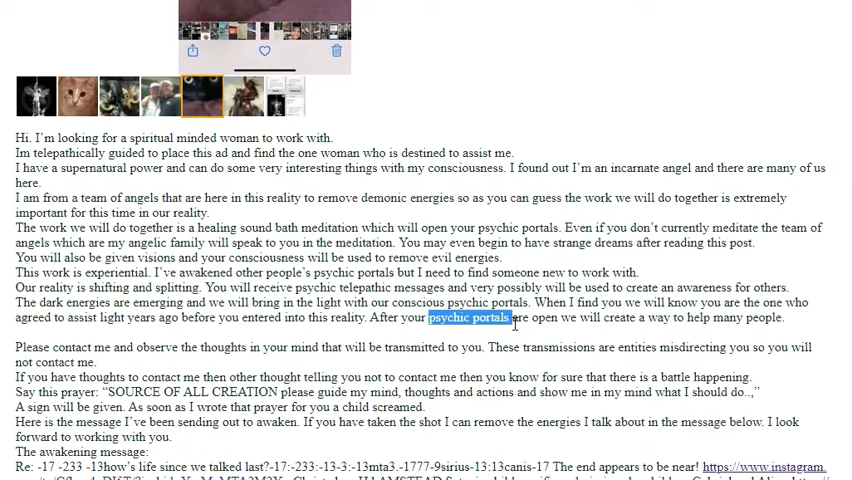 Hi. I’m looking for a spiritual minded woman to work with.
Im telepathically guided to place this ad and find the one woman who is destined to assist me.
I have a supernatural power and can do some very interesting things with my consciousness. I found out I’m an incarnate angel and there are many of us
here.
I am from a team of angels that are here in this reality to remove demonic energies so as you can guess the work we will do together is extremely
important for this time in our reality.
The work we will do together is a healing sound bath meditation which will open your psychic portals. Even if you don’t currently meditate the team of
angels which are my angelic family will speak to you in the meditation. You may even begin to have strange dreams after reading this post.
You will also be given visions and your consciousness will be used to remove evil energies.
This work is experiential. I’ve awakened other people’s psychic portals but I need to find someone new to work with.
Our reality is shifting and splitting. You will receive psychic telepathic messages and very possibly will be used to create an awareness for others.
The dark energies are emerging and we will bring in the light with our conscious psychic portals. When I find you we will know you are the one who
agreed to assist light years ago before you entered into this reality. After your psychic portals are open we will create a way to help many people.
Please contact me and observe the thoughts in your mind that will be transmitted to you. These transmissions are entities misdirecting you so you will
not contact me.
If you have thoughts to contact me then other thought telling you not to contact me then you know for sure that there is a battle happening.
Say this prayer: “SOURCE OF ALL CREATION please guide my mind, thoughts and actions and show me in my mind what I should do..,”
A sign will be given. As soon as I wrote that prayer for you a child screamed.
Here is the message I’ve been sending out to awaken. If you have taken the shot I can remove the energies I talk about in the message below. I look
forward to working with you.
The awakening message:
Re: -17 -233 -13how’s life since we talked last?-17:-233:-13-3:-13mta3.-1777-9sirius-13:13canis-17 The end appears to be near! https://www.instagram.